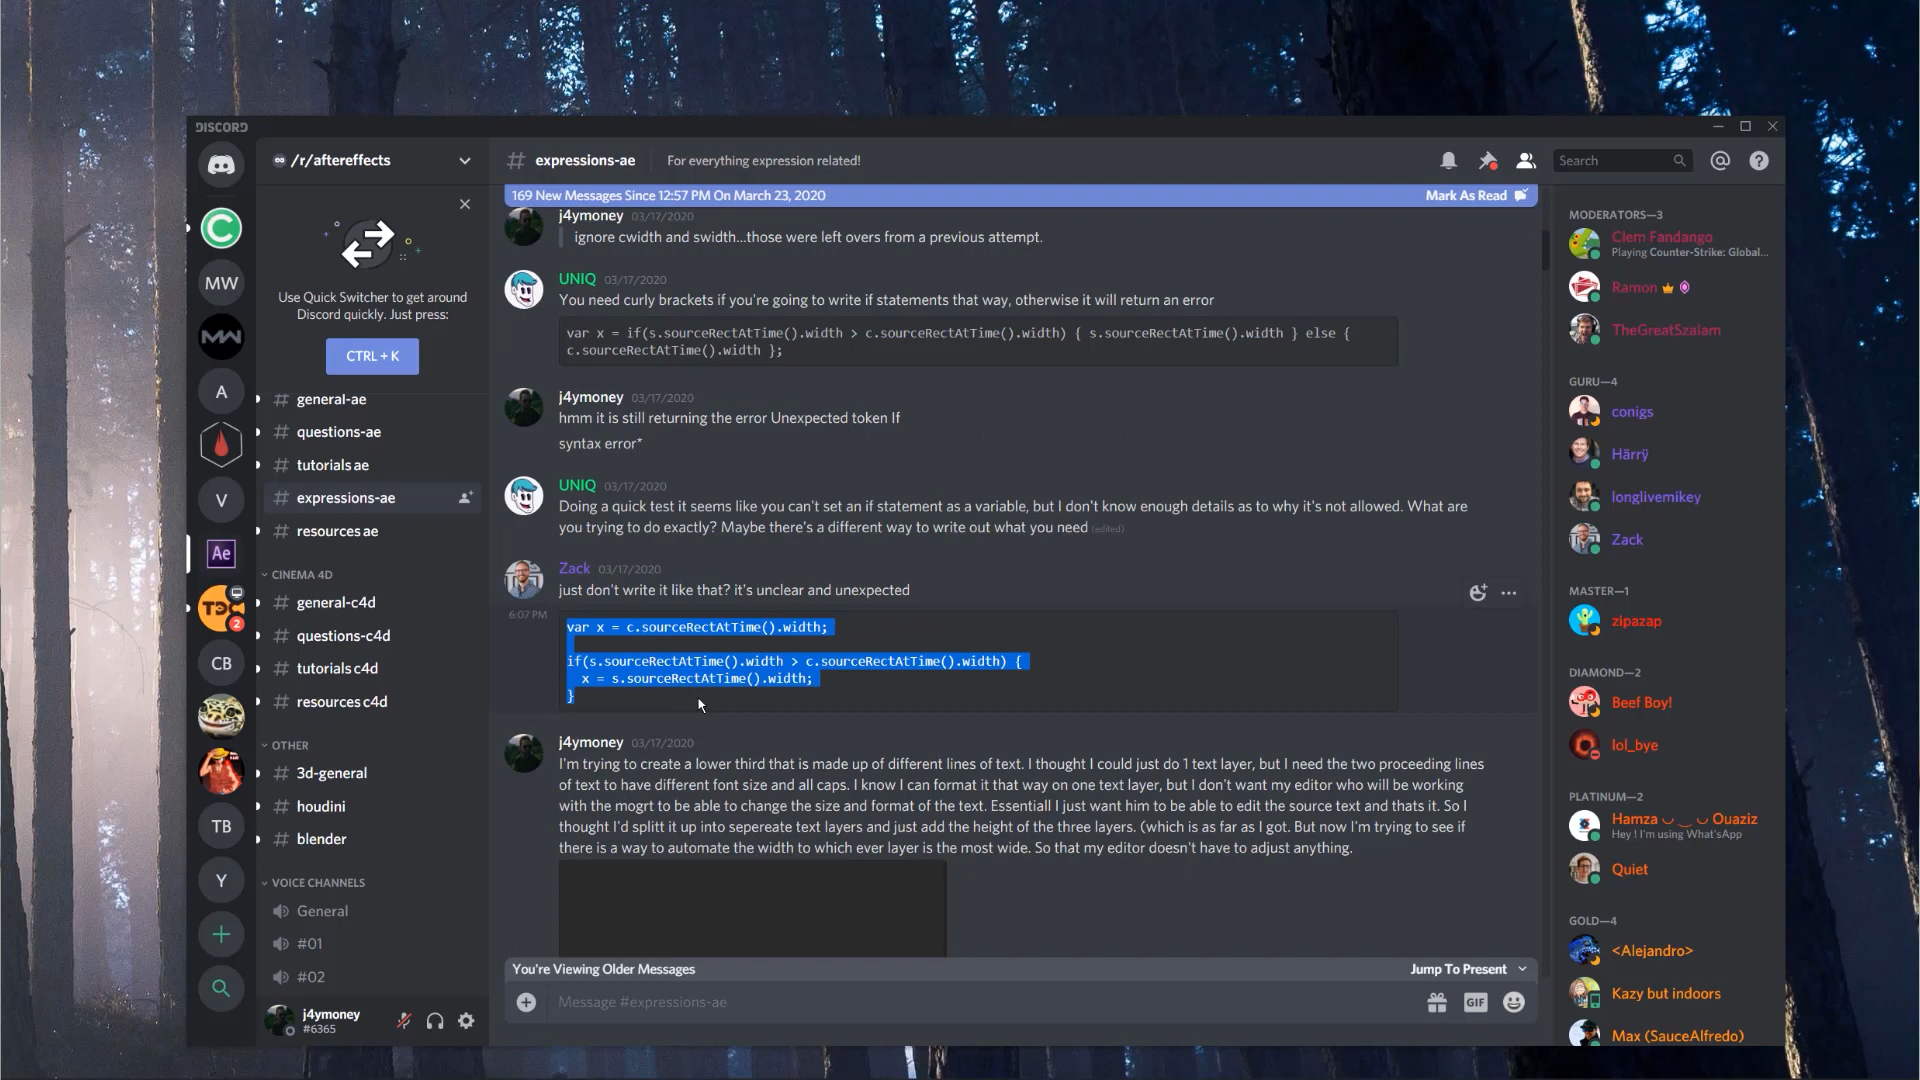 DISCORD
MW
MW
A
V
Ae
TDC
2
CB
TB
Y
/r/aftereffects
Use Quick Switcher to get around
Discord quickly. Just press:
CTRL + K
general-ae
questions-ae
tutorials ae
expressions-ae
resources ae
CINEMA 4D
general-c4d
questions-c4d
tutorials c4d
resources c4d
OTHER
3d-general
houdini
blender
VOICE CHANNELS
General
#01
#02
j4ymoney
#6365
# expressions-ae For everything expression related!
Search
169 New Messages Since 12:57 PM On March 23, 2020 Mark As Read
j4ymoney 03/17/2020
ignore cwidth and swidth...those were left overs from a previous attempt.
UNIQ 03/17/2020
You need curly brackets if you're going to write if statements that way, otherwise it will return an error
var x = if(s.sourceRectAtTime().width > c.sourceRectAtTime().width) { s.sourceRectAtTime().width } else {
c.sourceRectAtTime().width };
j4ymoney 03/17/2020
hmm it is still returning the error Unexpected token If
syntax error*
UNIQ 03/17/2020
Doing a quick test it seems like you can't set an if statement as a variable, but I don't know enough details as to why it's not allowed. What are
you trying to do exactly? Maybe there's a different way to write out what you need (edited)
Zack 03/17/2020
just don't write it like that? it's unclear and unexpected
6:07 PM
var x = c.sourceRectAtTime().width;
if(s.sourceRectAtTime().width > c.sourceRectAtTime().width) {
x = s.sourceRectAtTime().width;
}
j4ymoney 03/17/2020
I'm trying to create a lower third that is made up of different lines of text. I thought I could just do 1 text layer, but I need the two proceeding lines
of text to have different font size and all caps. I know I can format it that way on one text layer, but I don't want my editor who will be working
with the mogrt to be able to change the size and format of the text. Essentiall I just want him to be able to edit the source text and thats it. So I
thought I'd splitt it up into sepereate text layers and just add the height of the three layers. (which is as far as I got. But now I'm trying to see if
there is a way to automate the width to which ever layer is the most wide. So that my editor doesn't have to adjust anything.
You're Viewing Older Messages Jump To Present
Message #expressions-ae
GIF
MODERATORS—3
Clem Fandango
Playing Counter-Strike: Global...
Ramon
TheGreatSzalam
GURU—4
conigs
Härrÿ
longlivemikey
Zack
MASTER—1
zipazap
DIAMOND—2
Beef Boy!
lol_bye
PLATINUM—2
Hamza ◡ ‿ ◡ Ouaziz
Hey ! I'm using What'sApp
Quiet
GOLD—4
<Alejandro>
Kazy but indoors
Max (SauceAlfredo)